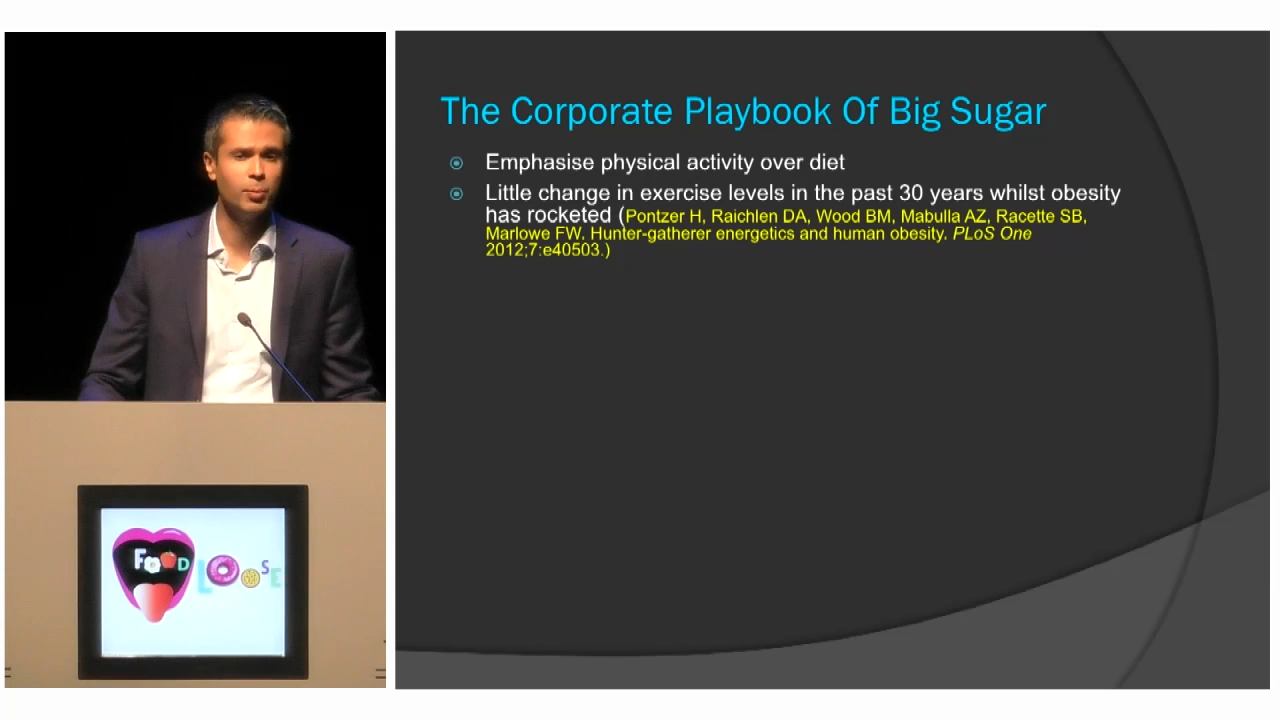 The Corporate Playbook Of Big Sugar
Emphasise physical activity over diet
Little change in exercise levels in the past 30 years whilst obesity
has rocketed (Pontzer H, Raichlen DA, Wood BM, Mabulla AZ, Racette SB,
Marlowe FW. Hunter-gatherer energetics and human obesity. PLoS One
2012;7:e40503.)
FOOD
LOOSE